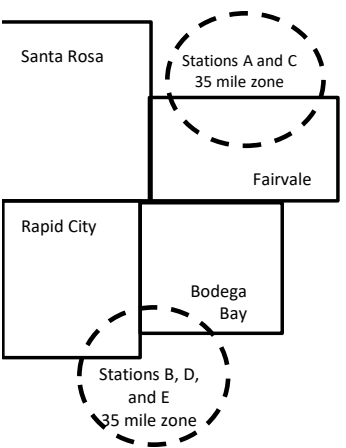 Santa Rosa
Stations A and C
35 mile zone
Fairvale
Rapid City
Bodega
Bay
Stations B, D,
and E
35 mile zone